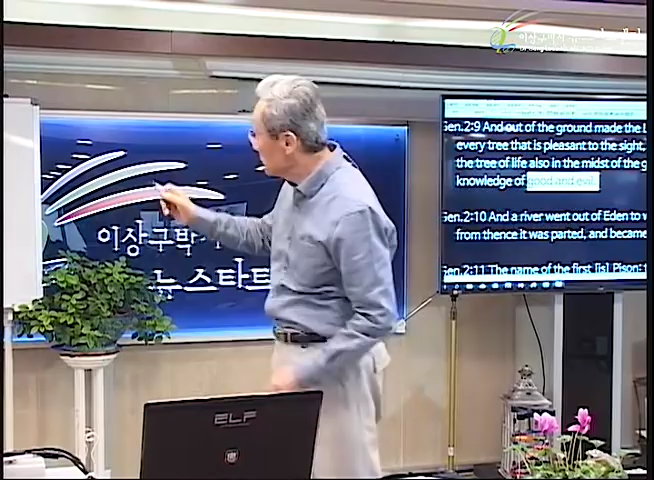 이상구박사
뉴스타트
Gen.2:9 And out of the ground made the L
every tree that is pleasant to the sight,
the tree of life also in the midst of the g
knowledge of good and evil.
Gen.2:10 And a river went out of Eden to w
from thence it was parted, and became
Gen.2:11 The name of the first [is] Pison:
ELF